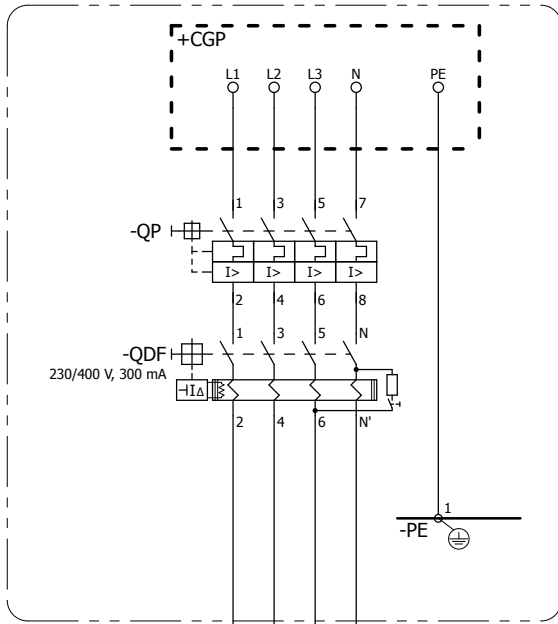 +CGP
L1 L2 L3 N PE
1 3 5 7
-QP
I> I> I> I>
2 4 6 8
1 3 5 N
-QDF
230/400 V, 300 mA
IΔ
2 4 6 N'
1
-PE